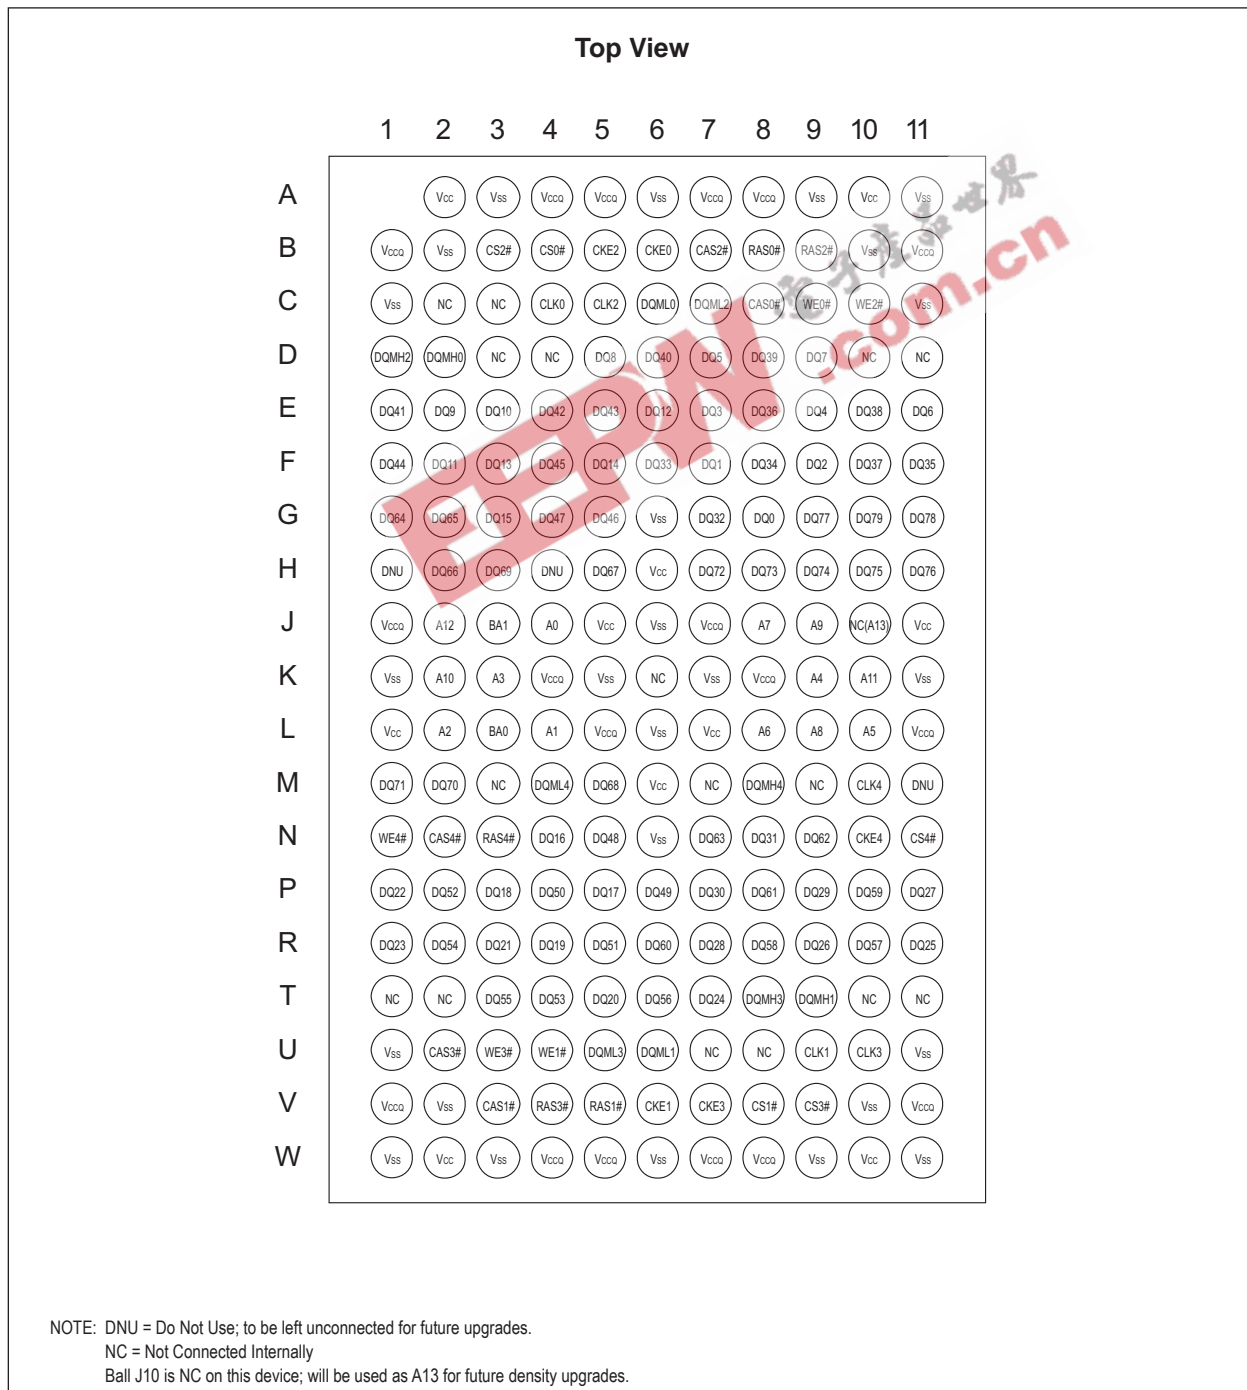 Top View
1 2 3 4 5 6 7 8 9 10 11
A Vcc Vss VccQ VccQ Vss VccQ VccQ Vss Vcc Vss
B VccQ Vss CS2# CS0# CKE2 CKE0 CAS2# RAS0# RAS2# Vss VccQ
C Vss NC NC CLK0 CLK2 DQML0 DQML2 CAS0# WE0# WE2# Vss
D DQMH2 DQMH0 NC NC DQ8 DQ40 DQ5 DQ39 DQ7 NC NC
E DQ41 DQ9 DQ10 DQ42 DQ43 DQ12 DQ3 DQ36 DQ4 DQ38 DQ6
F DQ44 DQ11 DQ13 DQ45 DQ14 DQ33 DQ1 DQ34 DQ2 DQ37 DQ35
G DQ64 DQ65 DQ15 DQ47 DQ46 Vss DQ32 DQ0 DQ77 DQ79 DQ78
H DNU DQ66 DQ69 DNU DQ67 Vcc DQ72 DQ73 DQ74 DQ75 DQ76
J VccQ A12 BA1 A0 Vcc Vss VccQ A7 A9 NC(A13) Vcc
K Vss A10 A3 VccQ Vss NC Vss VccQ A4 A11 Vss
L Vcc A2 BA0 A1 VccQ Vss Vcc A6 A8 A5 VccQ
M DQ71 DQ70 NC DQML4 DQ68 Vcc NC DQMH4 NC CLK4 DNU
N WE4# CAS4# RAS4# DQ16 DQ48 Vss DQ63 DQ31 DQ62 CKE4 CS4#
P DQ22 DQ52 DQ18 DQ50 DQ17 DQ49 DQ30 DQ61 DQ29 DQ59 DQ27
R DQ23 DQ54 DQ21 DQ19 DQ51 DQ60 DQ28 DQ58 DQ26 DQ57 DQ25
T NC NC DQ55 DQ53 DQ20 DQ56 DQ24 DQMH3 DQMH1 NC NC
U Vss CAS3# WE3# WE1# DQML3 DQML1 NC NC CLK1 CLK3 Vss
V VccQ Vss CAS1# RAS3# RAS1# CKE1 CKE3 CS1# CS3# Vss VccQ
W Vss Vcc Vss VccQ VccQ Vss VccQ VccQ Vss Vcc Vss
EEPW.com.cn
电子产品世界
NOTE: DNU = Do Not Use; to be left unconnected for future upgrades.
NC = Not Connected Internally
Ball J10 is NC on this device; will be used as A13 for future density upgrades.